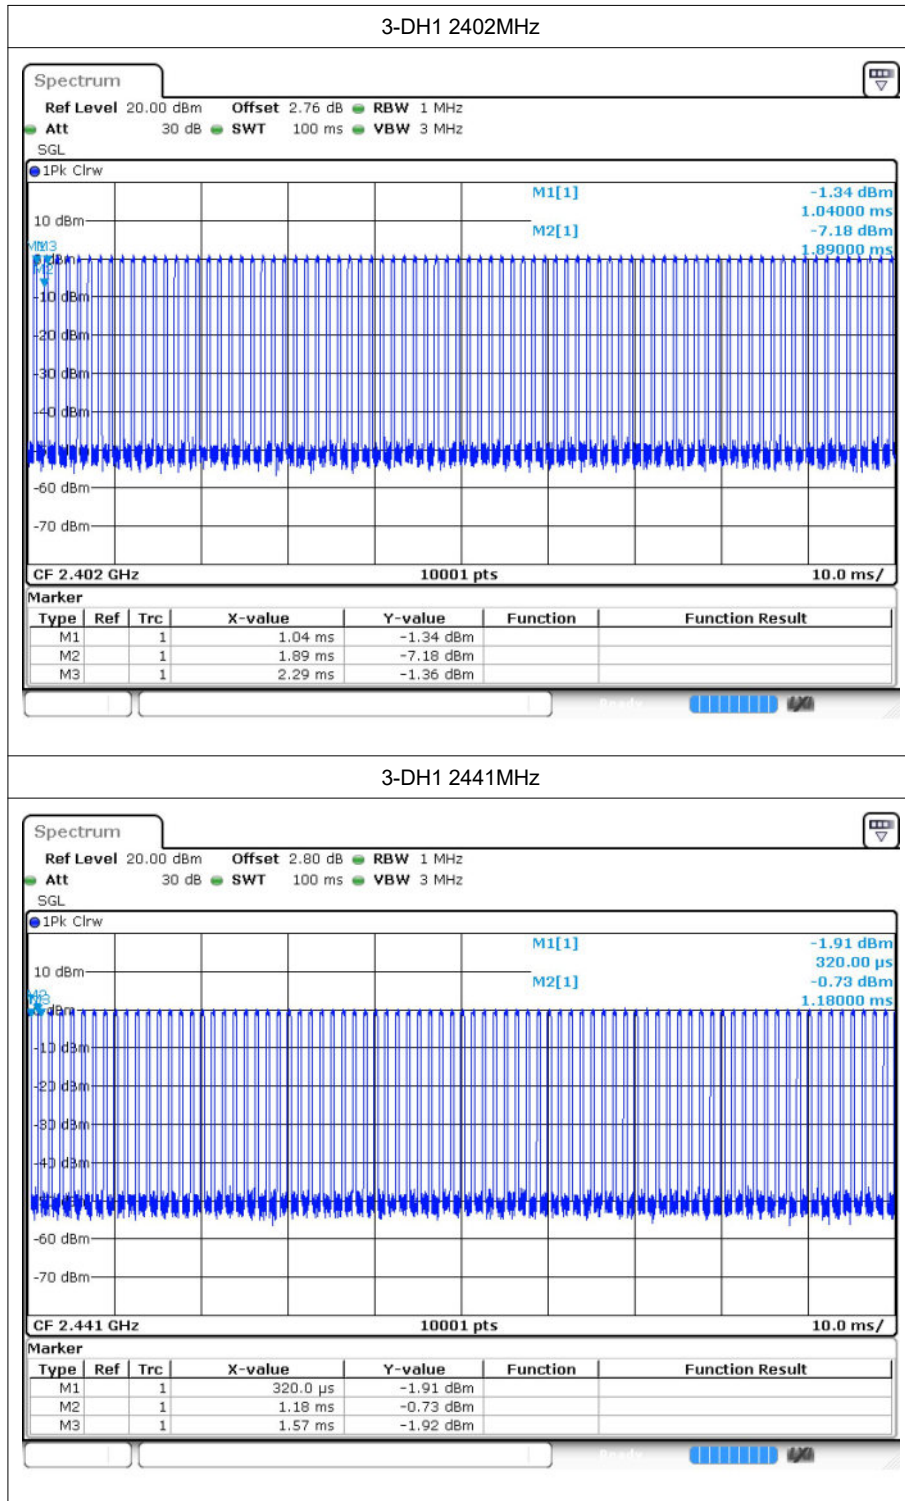 3-DH1 2402MHz
Spectrum
Ref Level 20.00 dBm Offset 2.76 dB RBW 1 MHz
Att 30 dB SWT 100 ms VBW 3 MHz
SGL
1Pk Clrw
M1[1] -1.34 dBm
1.04000 ms
10 dBm
M2[1] -7.18 dBm
1.89000 ms
M3
0 dBm
M2
-10 dBm
-20 dBm
-30 dBm
-40 dBm
-60 dBm
-70 dBm
CF 2.402 GHz 10001 pts 10.0 ms/
Marker
Type Ref Trc X-value Y-value Function Function Result
M1 1 1.04 ms -1.34 dBm
M2 1 1.89 ms -7.18 dBm
M3 1 2.29 ms -1.36 dBm
Ready
3-DH1 2441MHz
Spectrum
Ref Level 20.00 dBm Offset 2.80 dB RBW 1 MHz
Att 30 dB SWT 100 ms VBW 3 MHz
SGL
1Pk Clrw
M1[1] -1.91 dBm
320.00 µs
10 dBm
M2[1] -0.73 dBm
1.18000 ms
0 dBm
-10 dBm
-20 dBm
-30 dBm
-40 dBm
-60 dBm
-70 dBm
CF 2.441 GHz 10001 pts 10.0 ms/
Marker
Type Ref Trc X-value Y-value Function Function Result
M1 1 320.0 µs -1.91 dBm
M2 1 1.18 ms -0.73 dBm
M3 1 1.57 ms -1.92 dBm
Ready